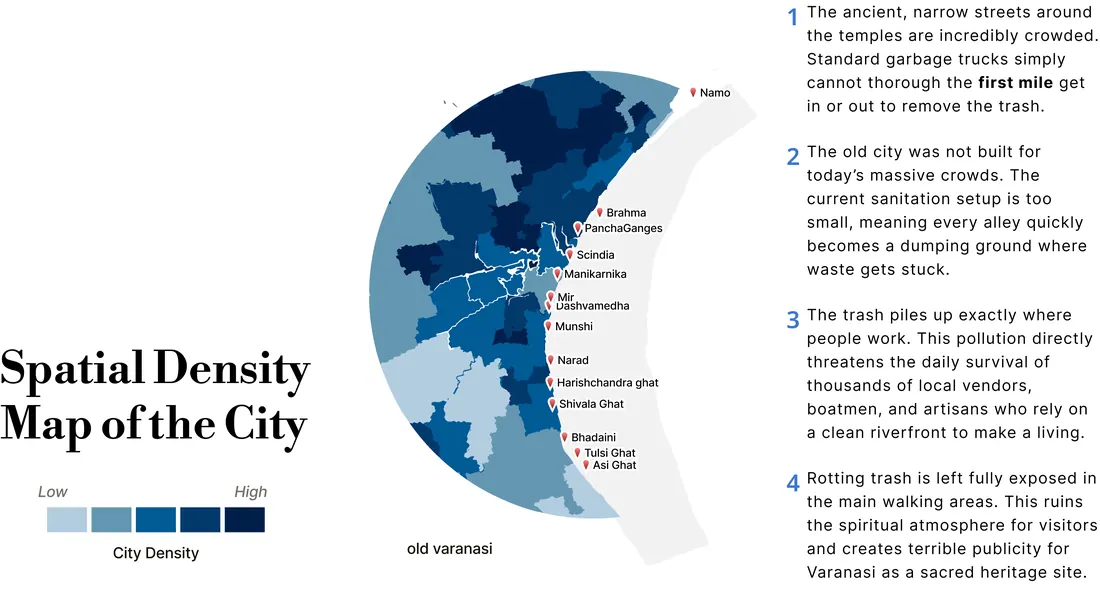 Spatial Density
Map of the City
Low
High
City Density
old varanasi
Namo
Brahma
PanchaGanges
Scindia
Manikarnika
Mir
Dashvamedha
Munshi
Narad
Harishchandra ghat
Shivala Ghat
Bhadaini
Tulsi Ghat
Asi Ghat
1
The ancient, narrow streets around
the temples are incredibly crowded.
Standard garbage trucks simply
cannot thorough the first mile get
in or out to remove the trash.
2
The old city was not built for
today’s massive crowds. The
current sanitation setup is too
small, meaning every alley quickly
becomes a dumping ground where
waste gets stuck.
3
The trash piles up exactly where
people work. This pollution directly
threatens the daily survival of
thousands of local vendors,
boatmen, and artisans who rely on
a clean riverfront to make a living.
4
Rotting trash is left fully exposed in
the main walking areas. This ruins
the spiritual atmosphere for visitors
and creates terrible publicity for
Varanasi as a sacred heritage site.